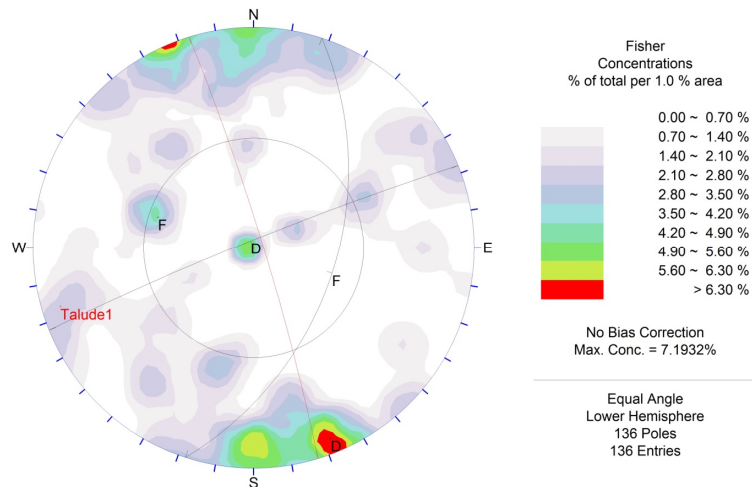 N
W
E
S
F
D
F
Talude1
D
Fisher
Concentrations
% of total per 1.0 % area
0.00 ~ 0.70 %
0.70 ~ 1.40 %
1.40 ~ 2.10 %
2.10 ~ 2.80 %
2.80 ~ 3.50 %
3.50 ~ 4.20 %
4.20 ~ 4.90 %
4.90 ~ 5.60 %
5.60 ~ 6.30 %
> 6.30 %
No Bias Correction
Max. Conc. = 7.1932%
Equal Angle
Lower Hemisphere
136 Poles
136 Entries